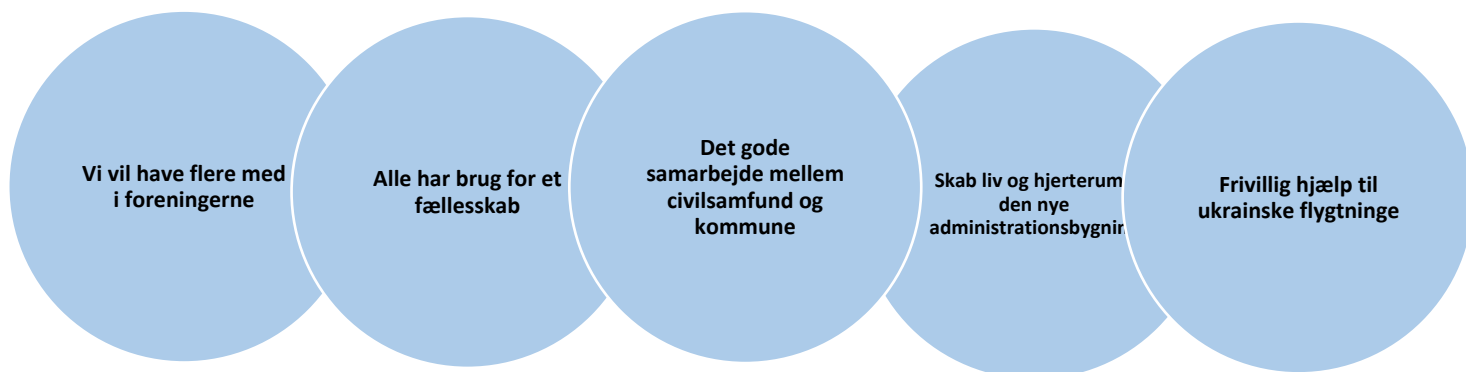 Vi vil have flere med
i foreningerne
Alle har brug for et
fællesskab
Det gode
samarbejde mellem
civilsamfund og
kommune
Skab liv og hjerterum
den nye
administrationsbygnin
Frivillig hjælp til
ukrainske flygtninge